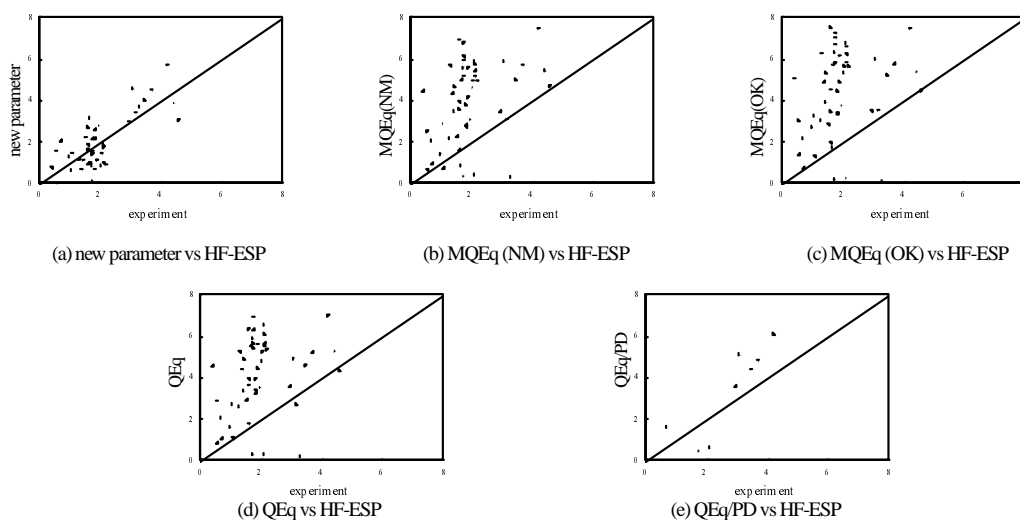 8
6
4
2
0
0 2 4 6 8
new parameter
experiment
(a) new parameter vs HF-ESP
8
6
4
2
0
0 2 4 6 8
MQEq(NM)
experiment
(b) MQEq (NM) vs HF-ESP
8
6
4
2
0
0 2 4 6
MQEq(OK)
experiment
(c) MQEq (OK) vs HF-ESP
8
6
4
2
0
0 2 4 6 8
QEq
experiment
(d) QEq vs HF-ESP
8
6
4
2
0
0 2 4 6 8
QEq/PD
experiment
(e) QEq/PD vs HF-ESP